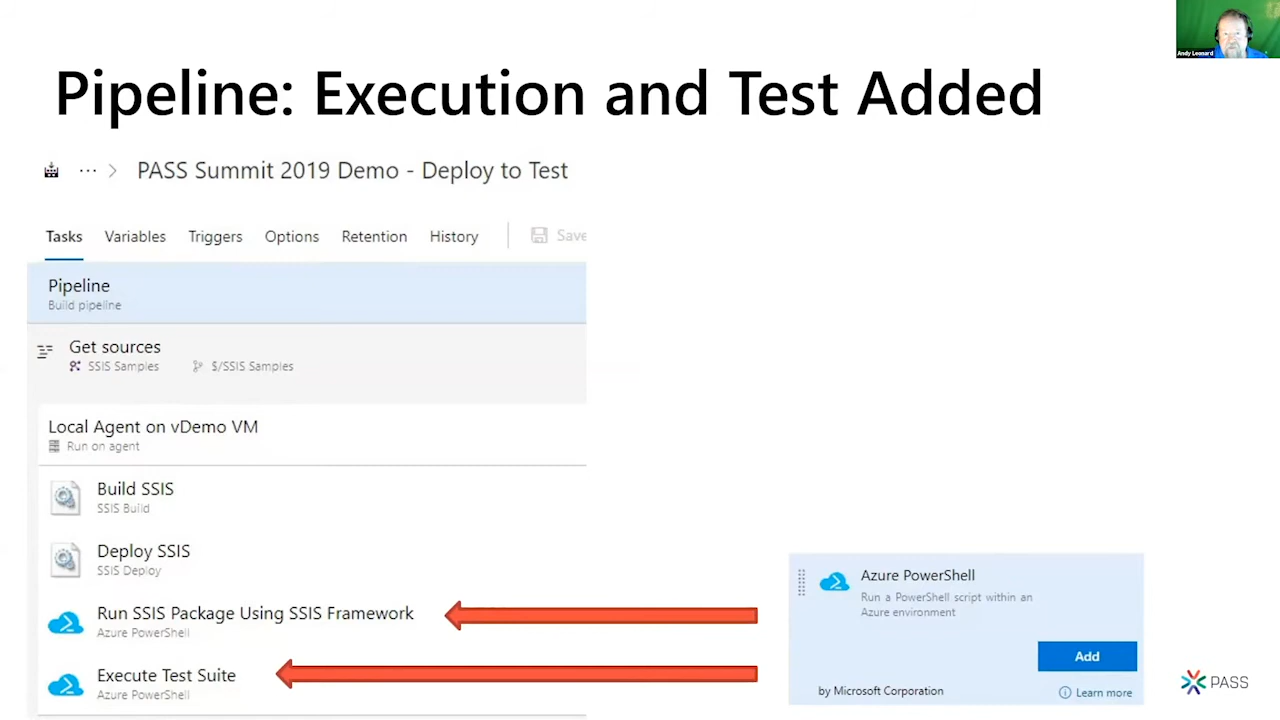 Andy Leonard
Pipeline: Execution and Test Added
··· > PASS Summit 2019 Demo - Deploy to Test
Tasks Variables Triggers Options Retention History Save
Pipeline
Build pipeline
Get sources
SSIS Samples $/SSIS Samples
Local Agent on vDemo VM
Run on agent
Build SSIS
SSIS Build
Deploy SSIS
SSIS Deploy
Run SSIS Package Using SSIS Framework
Azure PowerShell
Execute Test Suite
Azure PowerShell
Azure PowerShell
Run a PowerShell script within an
Azure environment
Add
by Microsoft Corporation
Learn more
PASS